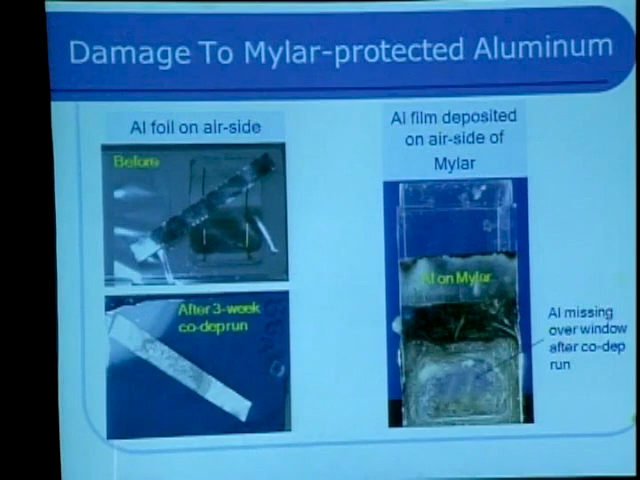 Damage To Mylar-protected Aluminum
Al foil on air-side
Before
After 3-week
co-dep run
Al film deposited
on air-side of
Mylar
Al on Mylar
Al missing
over window
after co-dep
run